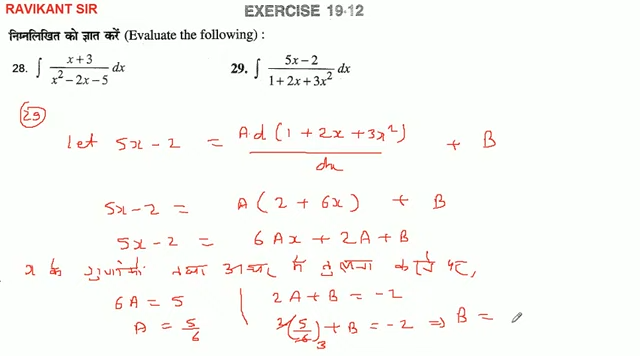 RAVIKANT SIR
EXERCISE 19·12
निम्नलिखित को ज्ञात करें (Evaluate the following) :
28. ∫ (x + 3)/(x² − 2x − 5) dx 29. ∫ (5x − 2)/(1 + 2x + 3x²) dx
29
Let 5x − 2 = A d(1 + 2x + 3x²)/dx + B
5x − 2 = A(2 + 6x) + B
5x − 2 = 6Ax + 2A + B
x के गुणांकों तथा अचर में तुलना करने पर,
6A = 5 | 2A + B = −2
A = 5/6 2(5/6)3 + B = −2 ⇒ B =